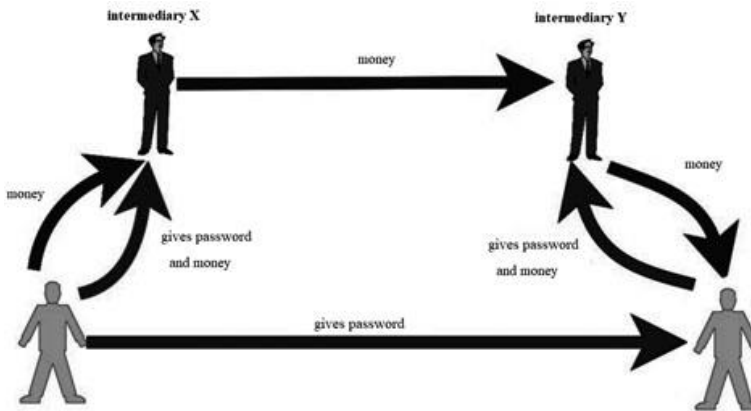 intermediary X
intermediary Y
money
money
money
gives password
and money
gives password
and money
gives password